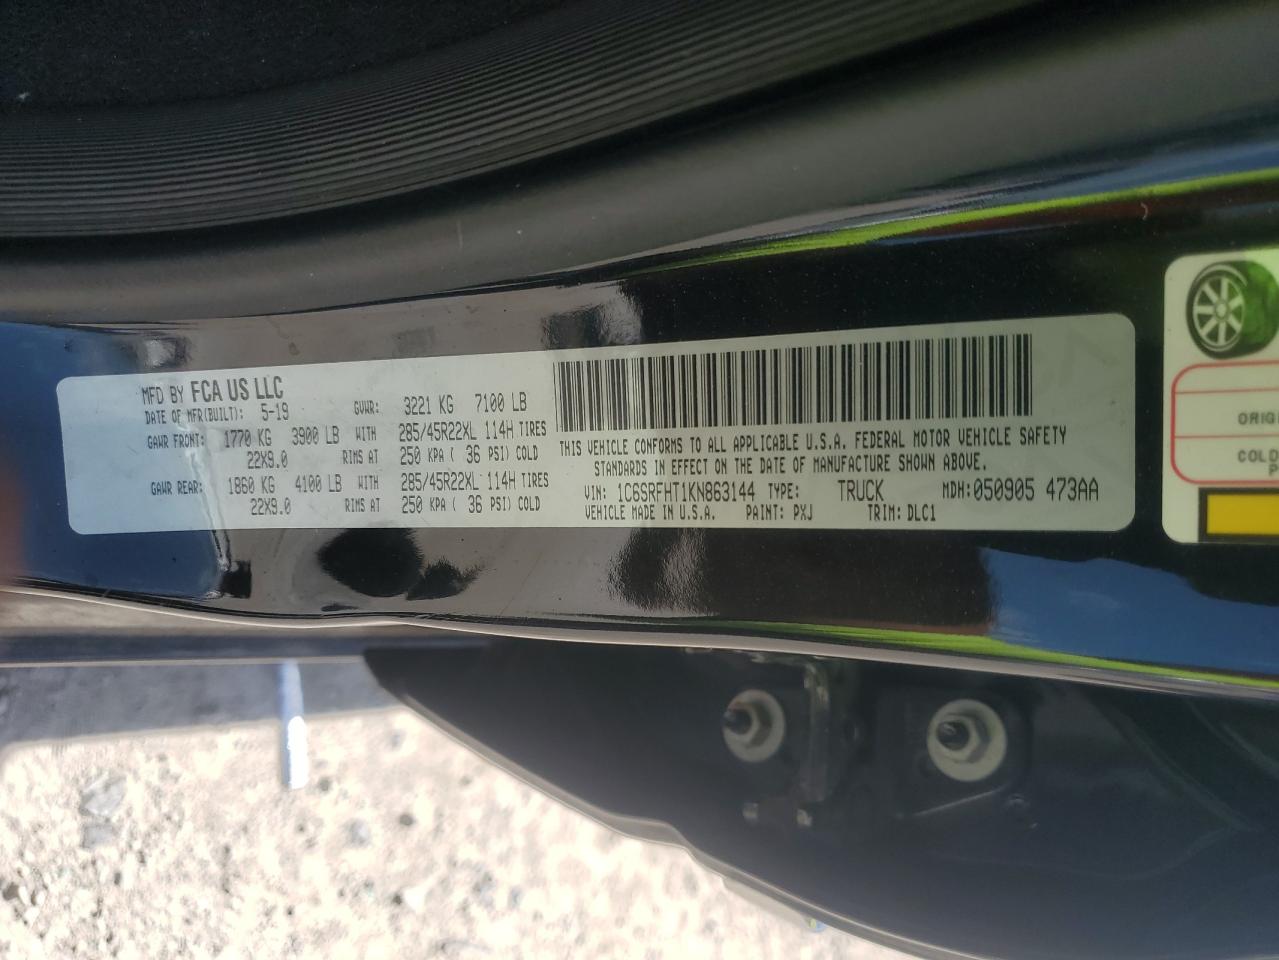 MFD BY FCA US LLC
DATE OF MFR(BUILT): 5-19 GVWR: 3221 KG 7100 LB
GAWR FRONT: 1770 KG 3900 LB WITH 285/45R22XL 114H TIRES
22X9.0 RIMS AT 250 KPA ( 36 PSI) COLD
GAWR REAR: 1860 KG 4100 LB WITH 285/45R22XL 114H TIRES
22X9.0 RIMS AT 250 KPA ( 36 PSI) COLD
THIS VEHICLE CONFORMS TO ALL APPLICABLE U.S.A. FEDERAL MOTOR VEHICLE SAFETY
STANDARDS IN EFFECT ON THE DATE OF MANUFACTURE SHOWN ABOVE.
VIN: 1C6SRFHT1KN863144 TYPE: TRUCK MDH:050905 473AA
VEHICLE MADE IN U.S.A. PAINT: PXJ TRIM: DLC1
ORIG
COLD
P